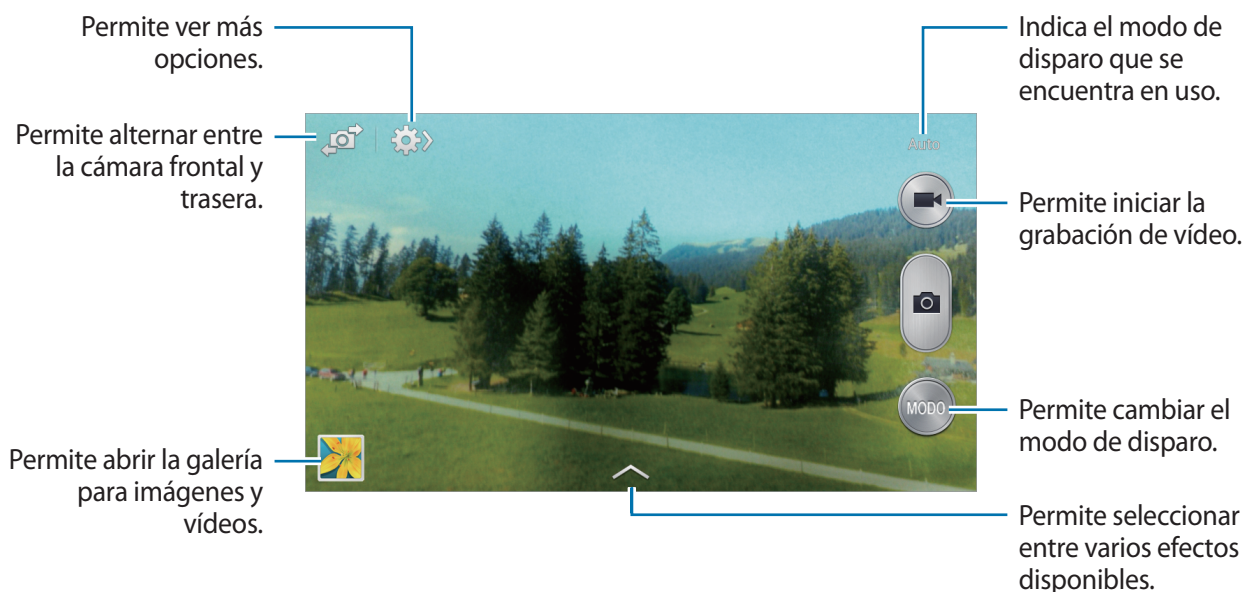 Permite ver más
opciones.
Permite alternar entre
la cámara frontal y
trasera.
Permite abrir la galería
para imágenes y
vídeos.
Auto
MODO
Indica el modo de
disparo que se
encuentra en uso.
Permite iniciar la
grabación de vídeo.
Permite cambiar el
modo de disparo.
Permite seleccionar
entre varios efectos
disponibles.